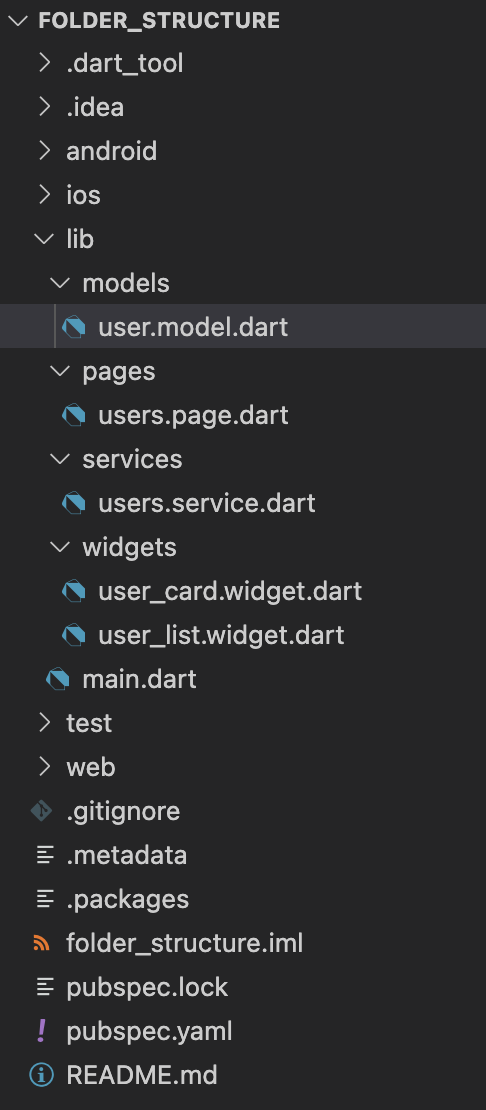 FOLDER_STRUCTURE
.dart_tool
.idea
android
ios
lib
models
user.model.dart
pages
users.page.dart
services
users.service.dart
widgets
user_card.widget.dart
user_list.widget.dart
main.dart
test
web
.gitignore
.metadata
.packages
folder_structure.iml
pubspec.lock
pubspec.yaml
README.md